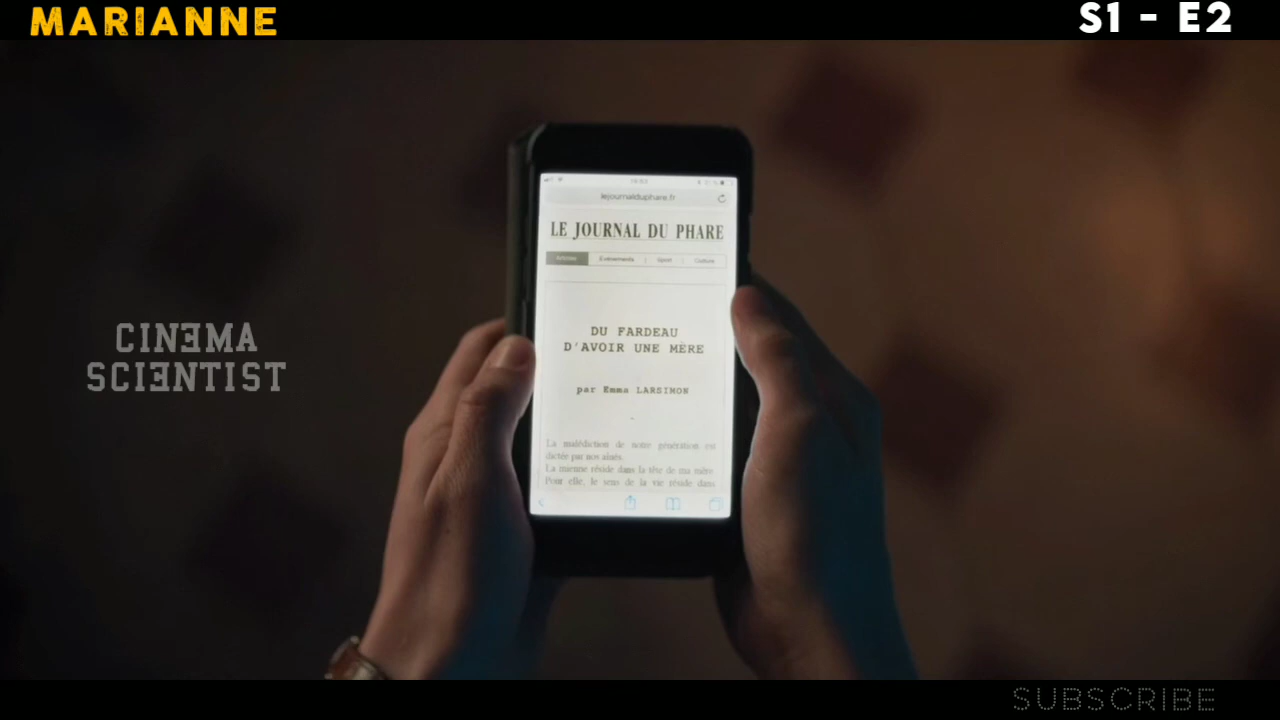 MARIANNE
S1 - E2
lejournalduphare.fr
LE JOURNAL DU PHARE
Articles Evénements | Sport | Culture
DU FARDEAU
D'AVOIR UNE MÈRE
par Emma LARSIMON
CINEMA
SCIENTIST
La malédiction de notre génération est
dictée par nos aînés.
La mienne réside dans la tête de ma mère
Pour elle, le sens de la vie réside dans
SUBSCRIBE